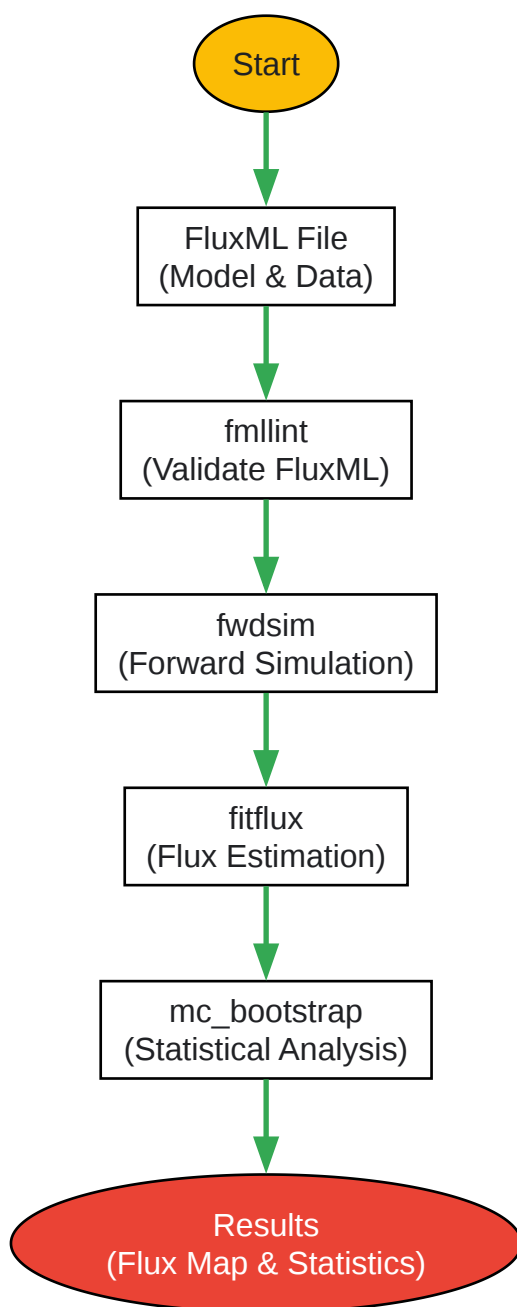 Start
FluxML File
(Model & Data)
fmllint
(Validate FluxML)
fwdsim
(Forward Simulation)
fitflux
(Flux Estimation)
mc_bootstrap
(Statistical Analysis)
Results
(Flux Map & Statistics)